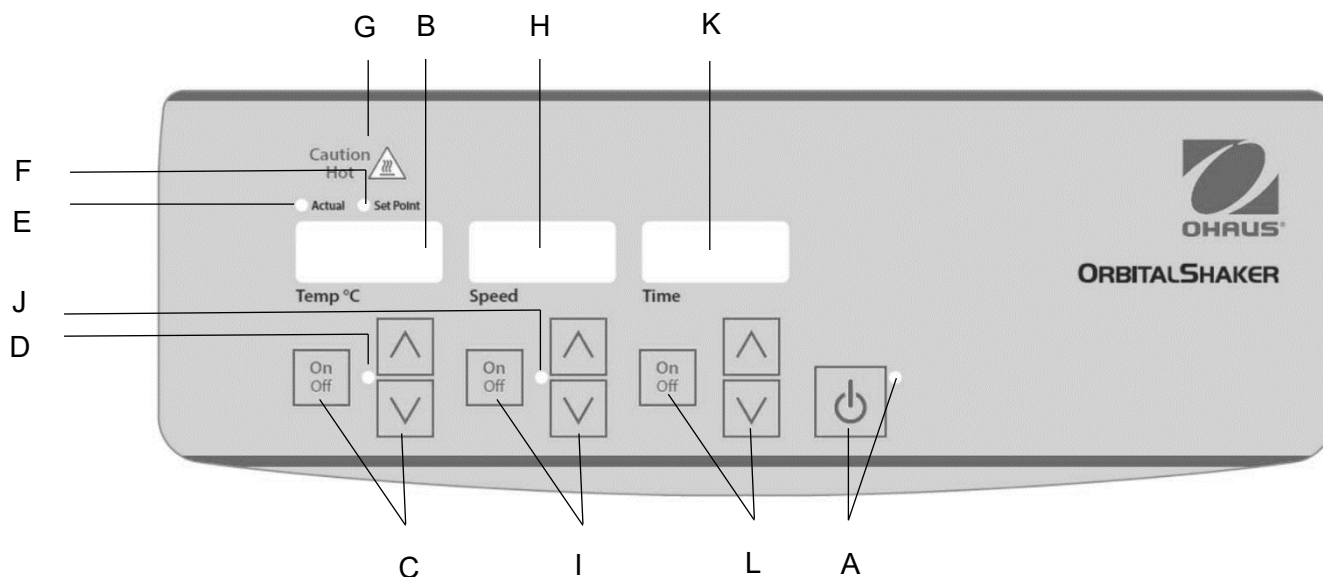 G B H K
Caution
Hot
F
E
Actual Set Point
OHAUS®
ORBITALSHAKER
Temp °C Speed Time
J
D
On
Off
On
Off
On
Off
C I L A